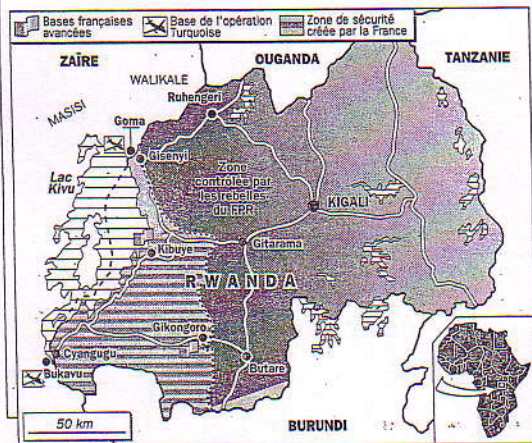 Bases françaises
avancées
Base de l'opération
Turquoise
Zone de sécurité
créée par la France
ZAÏRE
OUGANDA
TANZANIE
WALIKALE
MASISI
Ruhengeri
Goma
Gisenyi
Lac
Kivu
Zone
controlée par
les rebelles
du FPR
KIGALI
Kibuye
Gitarama
RWANDA
Gikongoro
Cyangugu
Bukavu
Butare
50 km
BURUNDI